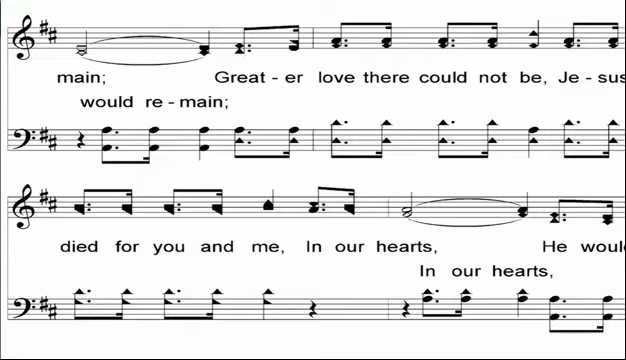 main; Great - er love there could not be, Je - sus
would re - main;
died for you and me, In our hearts, He would
In our hearts,